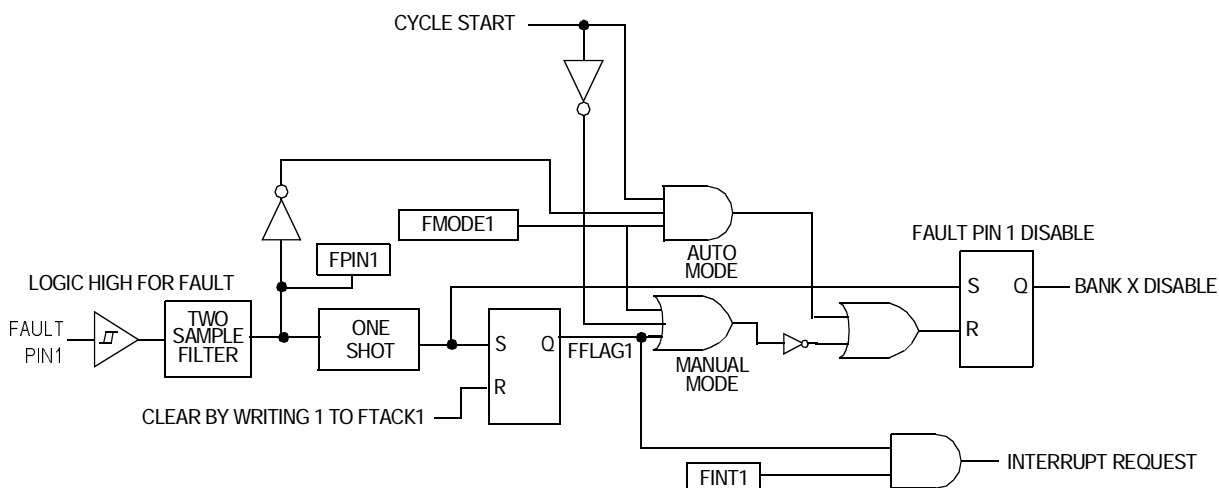 CYCLE START
FMODE1
AUTO
MODE
FAULT PIN 1 DISABLE
FPIN1
LOGIC HIGH FOR FAULT
S Q
BANK X DISABLE
R
FAULT
PIN1
TWO
SAMPLE
FILTER
ONE
SHOT
S Q
FFLAG1
R
MANUAL
MODE
CLEAR BY WRITING 1 TO FTACK1
INTERRUPT REQUEST
FINT1